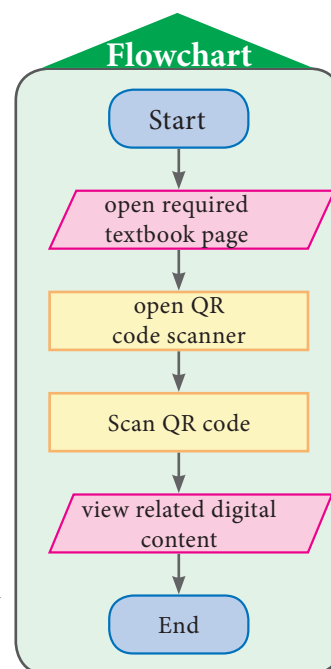 Flowchart
Start
open required
textbook page
open QR
code scanner
Scan QR code
view related digital
content
End